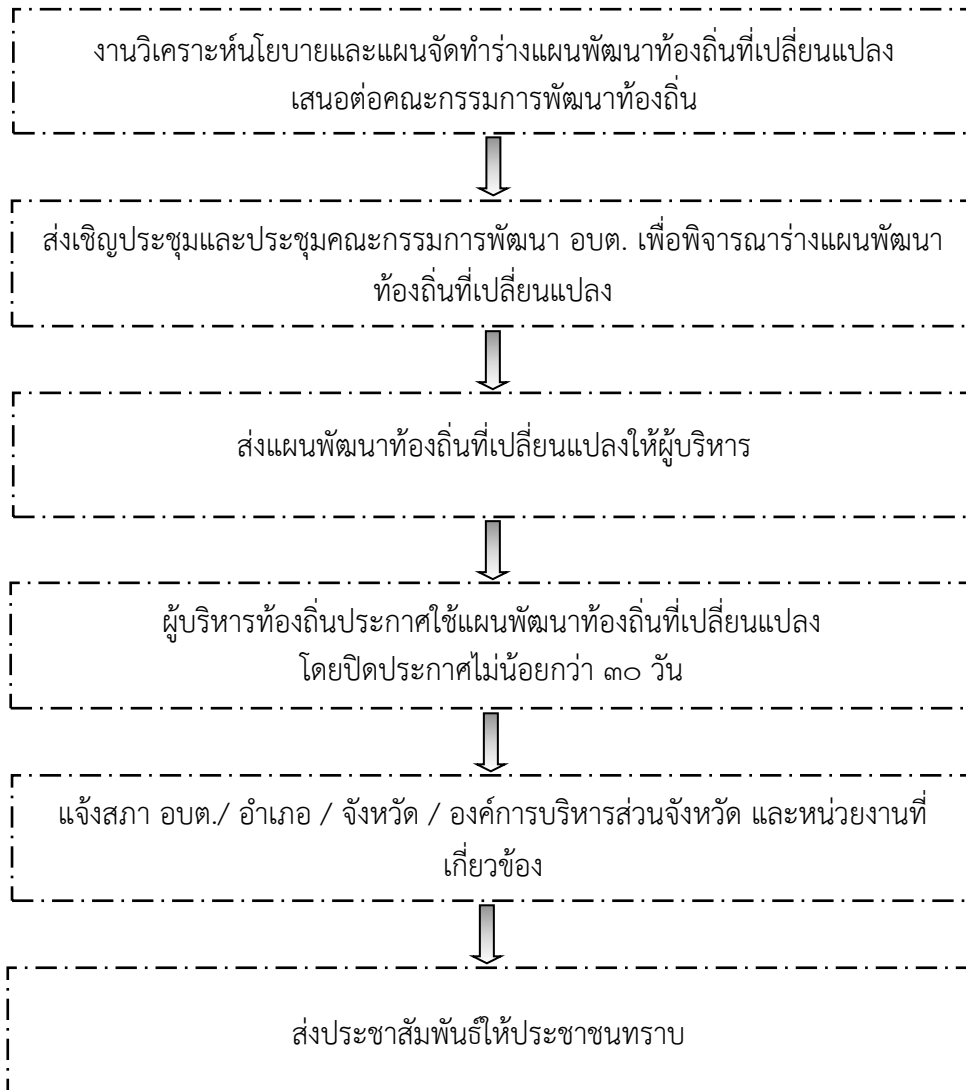 งานวิเคราะห์นโยบายและแผนจัดทำร่างแผนพัฒนาท้องถิ่นที่เปลี่ยนแปลง
เสนอต่อคณะกรรมการพัฒนาท้องถิ่น
ส่งเชิญประชุมและประชุมคณะกรรมการพัฒนา อบต. เพื่อพิจารณาร่างแผนพัฒนา
ท้องถิ่นที่เปลี่ยนแปลง
ส่งแผนพัฒนาท้องถิ่นที่เปลี่ยนแปลงให้ผู้บริหาร
ผู้บริหารท้องถิ่นประกาศใช้แผนพัฒนาท้องถิ่นที่เปลี่ยนแปลง
โดยปิดประกาศไม่น้อยกว่า ๓๐ วัน
แจ้งสภา อบต./ อำเภอ / จังหวัด / องค์การบริหารส่วนจังหวัด และหน่วยงานที่
เกี่ยวข้อง
ส่งประชาสัมพันธ์ให้ประชาชนทราบ